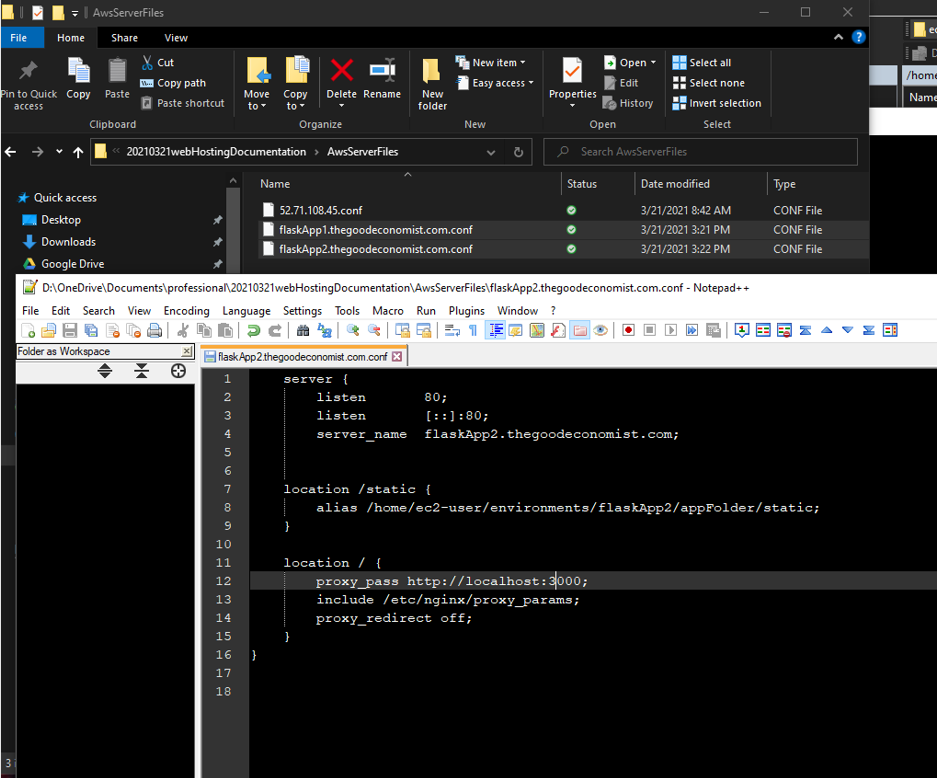 AwsServerFiles
File Home Share View
Pin to Quick access
Copy
Paste
Cut
Copy path
Paste shortcut
Clipboard
Move to
Copy to
Delete
Rename
Organize
New folder
New item
Easy access
New
Properties
Open
Edit
History
Open
Select all
Select none
Invert selection
Select
/home
Name
« 20210321webHostingDocumentation › AwsServerFiles
Search AwsServerFiles
Quick access
Desktop
Downloads
Google Drive
Name Status Date modified Type
52.71.108.45.conf 3/21/2021 8:42 AM CONF File
flaskApp1.thegoodeconomist.com.conf 3/21/2021 3:21 PM CONF File
flaskApp2.thegoodeconomist.com.conf 3/21/2021 3:22 PM CONF File
D:\OneDrive\Documents\professional\20210321webHostingDocumentation\AwsServerFiles\flaskApp2.thegoodeconomist.com.conf - Notepad++
File Edit Search View Encoding Language Settings Tools Macro Run Plugins Window ?
Folder as Workspace
flaskApp2.thegoodeconomist.com.conf
1 server {
2 listen 80;
3 listen [::]:80;
4 server_name flaskApp2.thegoodeconomist.com;
5
6
7 location /static {
8 alias /home/ec2-user/environments/flaskApp2/appFolder/static;
9 }
10
11 location / {
12 proxy_pass http://localhost:3000;
13 include /etc/nginx/proxy_params;
14 proxy_redirect off;
15 }
16 }
17
18
3